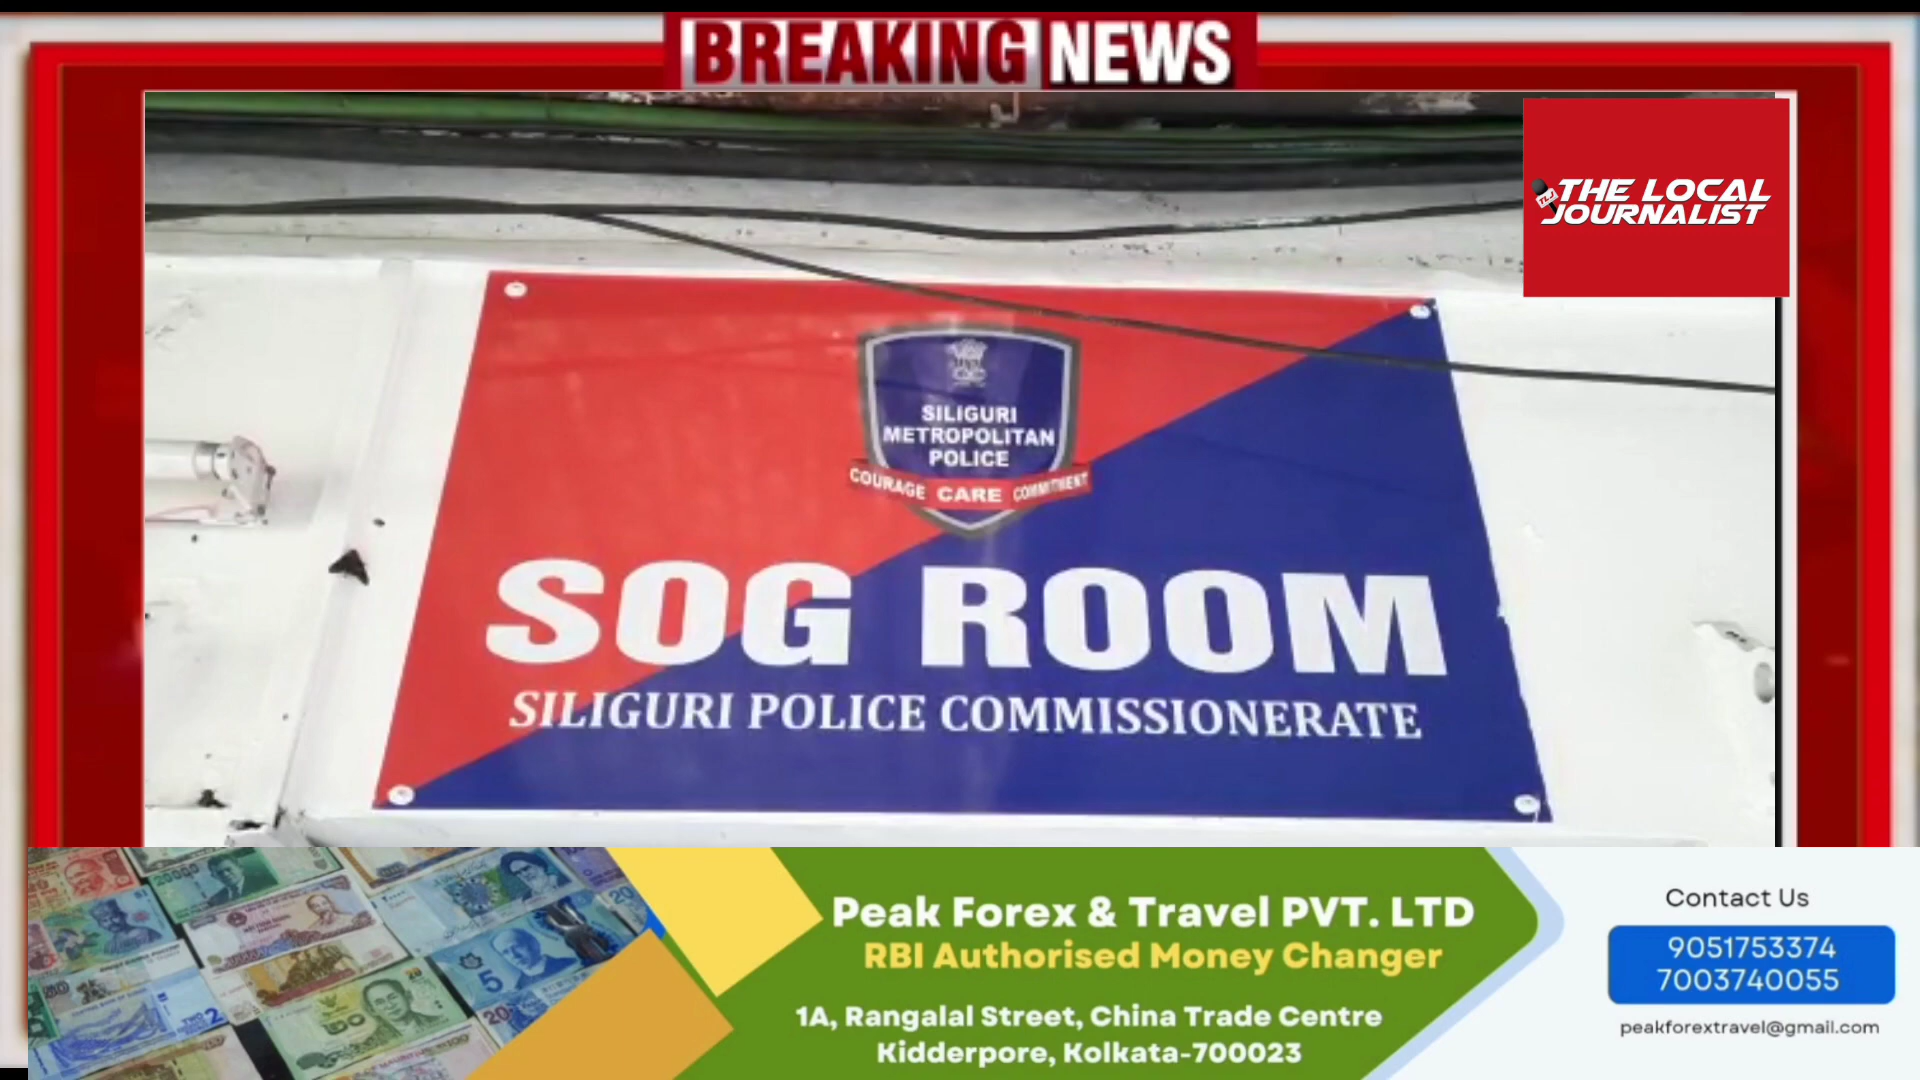 BREAKING NEWS
THE LOCAL
JOURNALIST
SILIGURI
METROPOLITAN
POLICE
COURAGE CARE COMMITMENT
SOG ROOM
SILIGURI POLICE COMMISSIONERATE
Peak Forex & Travel PVT. LTD
RBI Authorised Money Changer
1A, Rangalal Street, China Trade Centre
Kidderpore, Kolkata-700023
Contact Us
9051753374
7003740055
peakforextravel@gmail.com